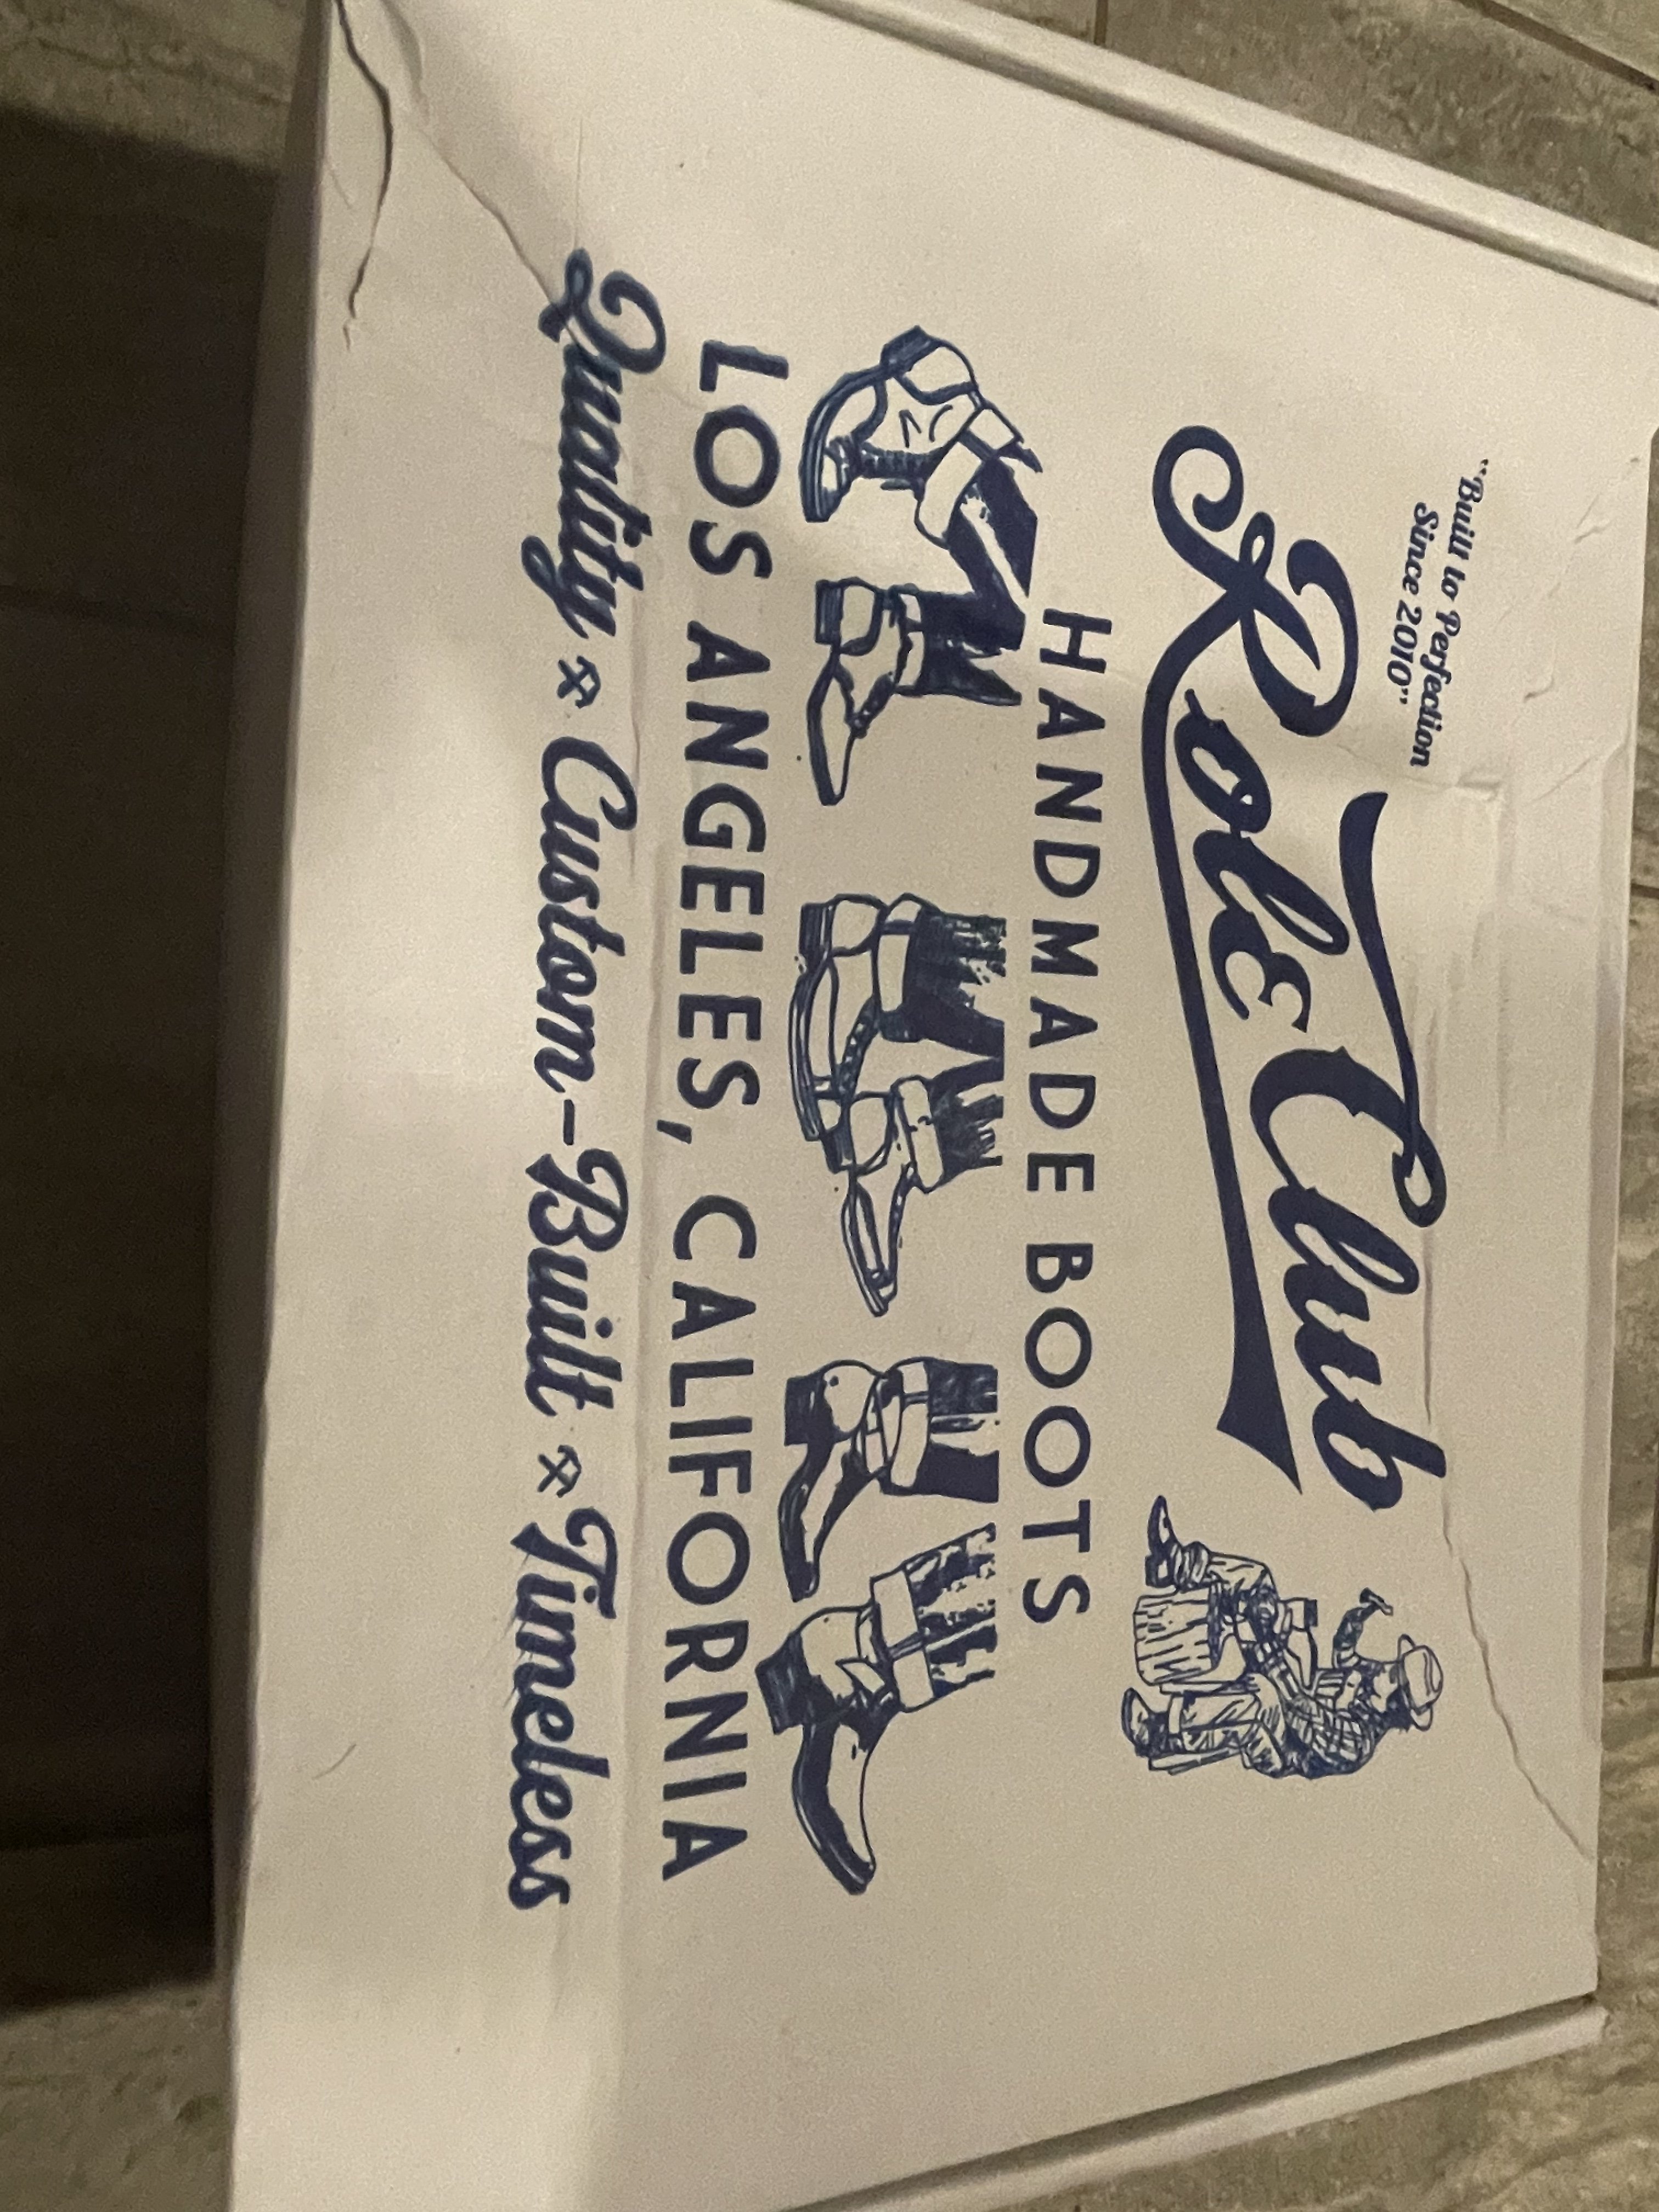 "Built to Perfection
Since 2010"
Role Club
HANDMADE BOOTS
LOS ANGELES, CALIFORNIA
Quality Custom-Built Timeless